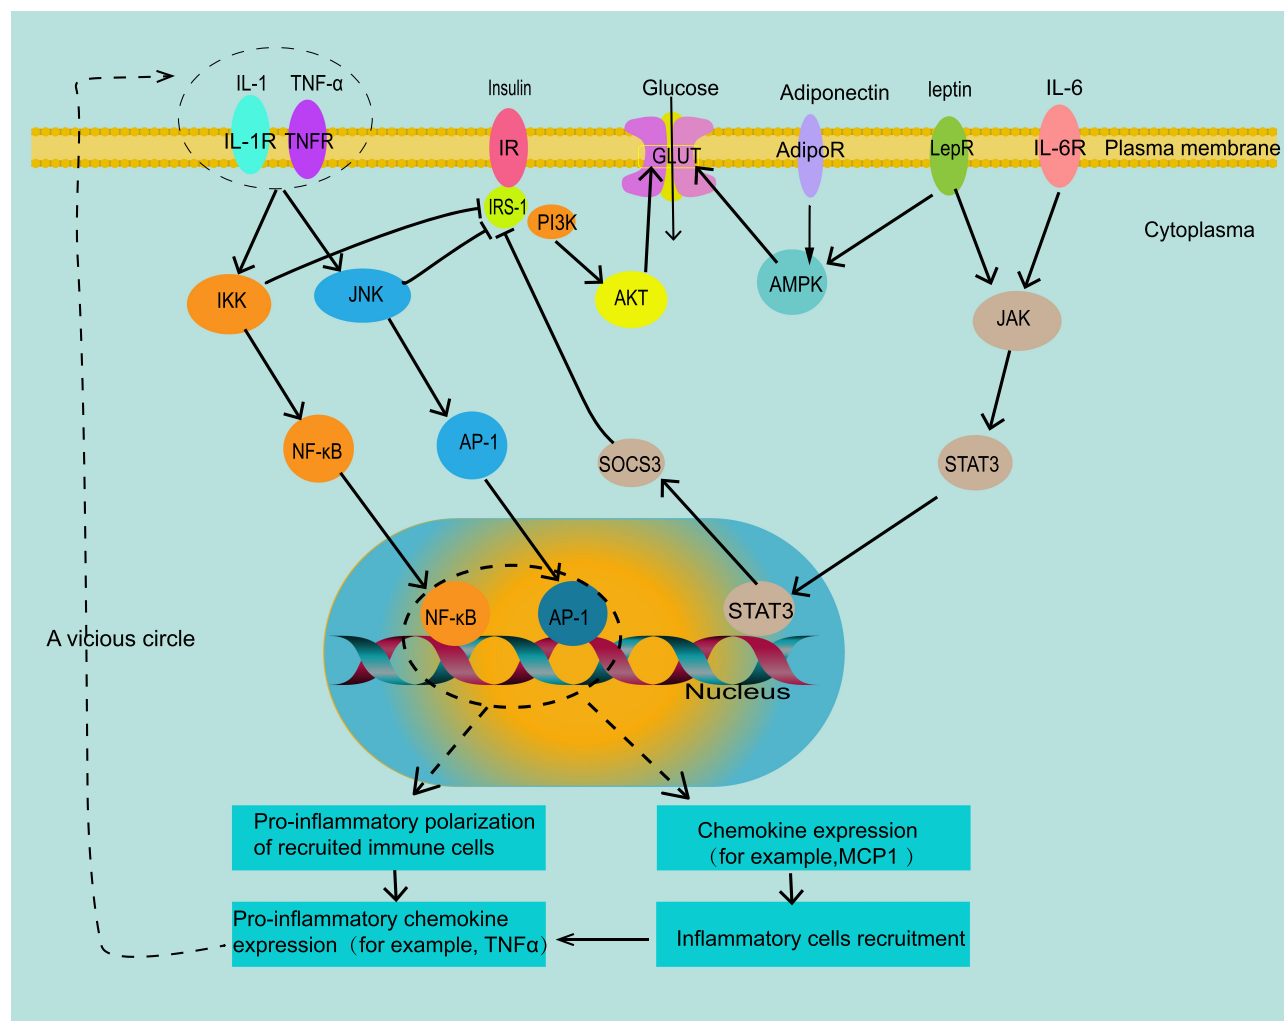 IL-1
TNF-α
Insulin
Glucose
Adiponectin
leptin
IL-6
IL-1R
TNFR
IR
GLUT
AdipoR
LepR
IL-6R
Plasma membrane
IRS-1
PI3K
Cytoplasma
IKK
JNK
AKT
AMPK
JAK
NF-κB
AP-1
SOCS3
STAT3
NF-κB
AP-1
STAT3
A vicious circle
Nucleus
Pro-inflammatory polarization
of recruited immune cells
Chemokine expression
（for example,MCP1 ）
Pro-inflammatory chemokine
expression（for example, TNFα）
Inflammatory cells recruitment